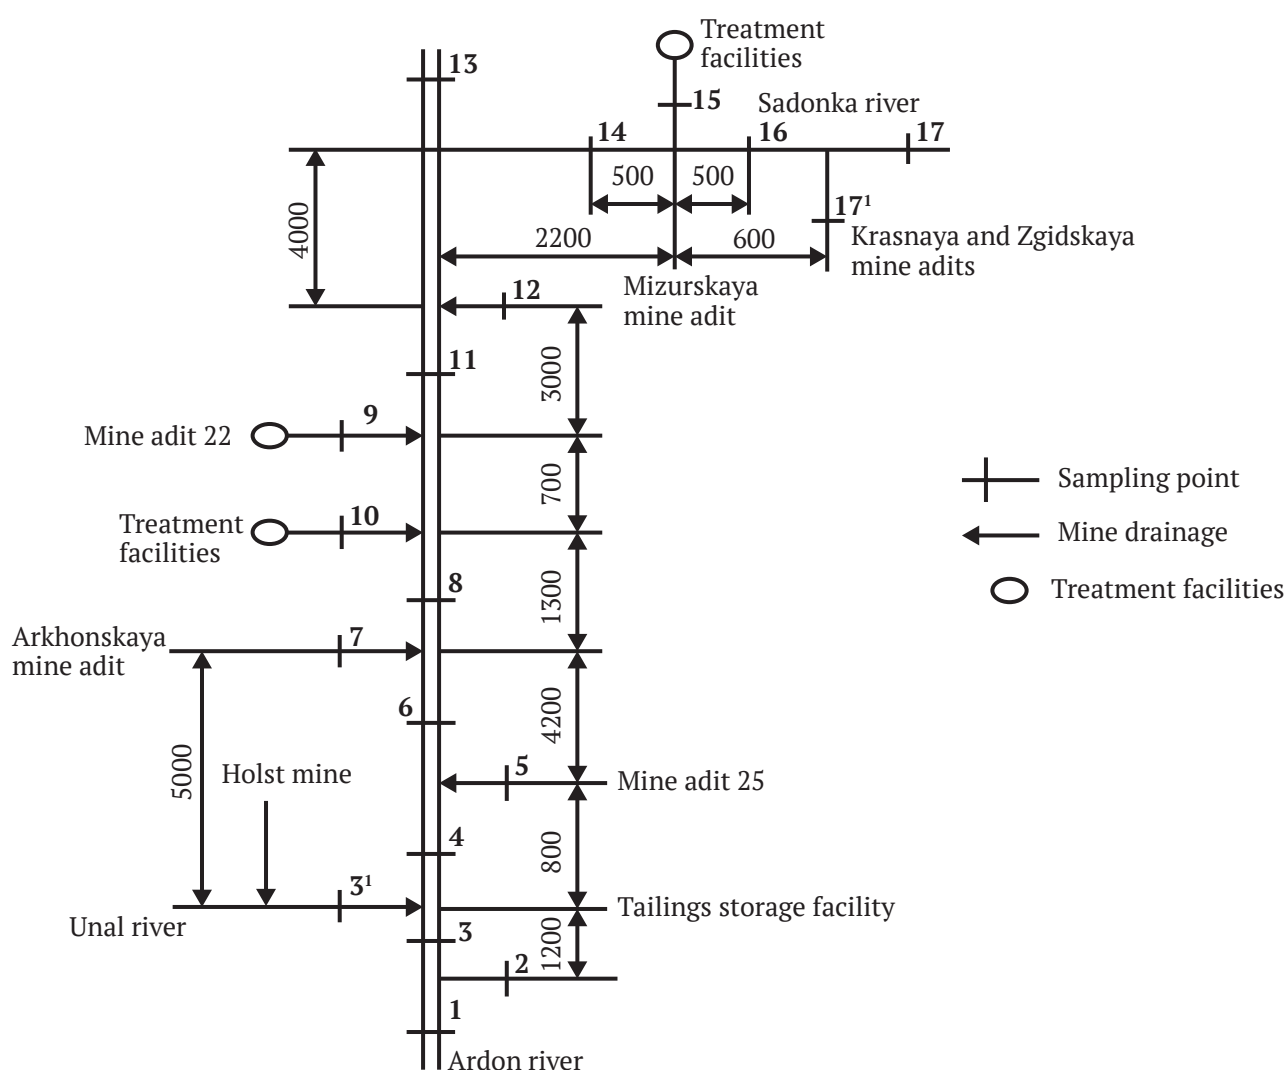 Treatment
facilities
13
15
Sadonka river
14
16
17
500
500
17¹
4000
2200
600
Krasnaya and Zgidskaya
mine adits
12
Mizurskaya
mine adit
11
3000
9
Mine adit 22
700
Sampling point
10
Treatment
facilities
Mine drainage
8
1300
Treatment facilities
Arkhonskaya
mine adit
7
6
4200
5000
Holst mine
5
Mine adit 25
4
800
3¹
Tailings storage facility
Unal river
3
1200
2
1
Ardon river